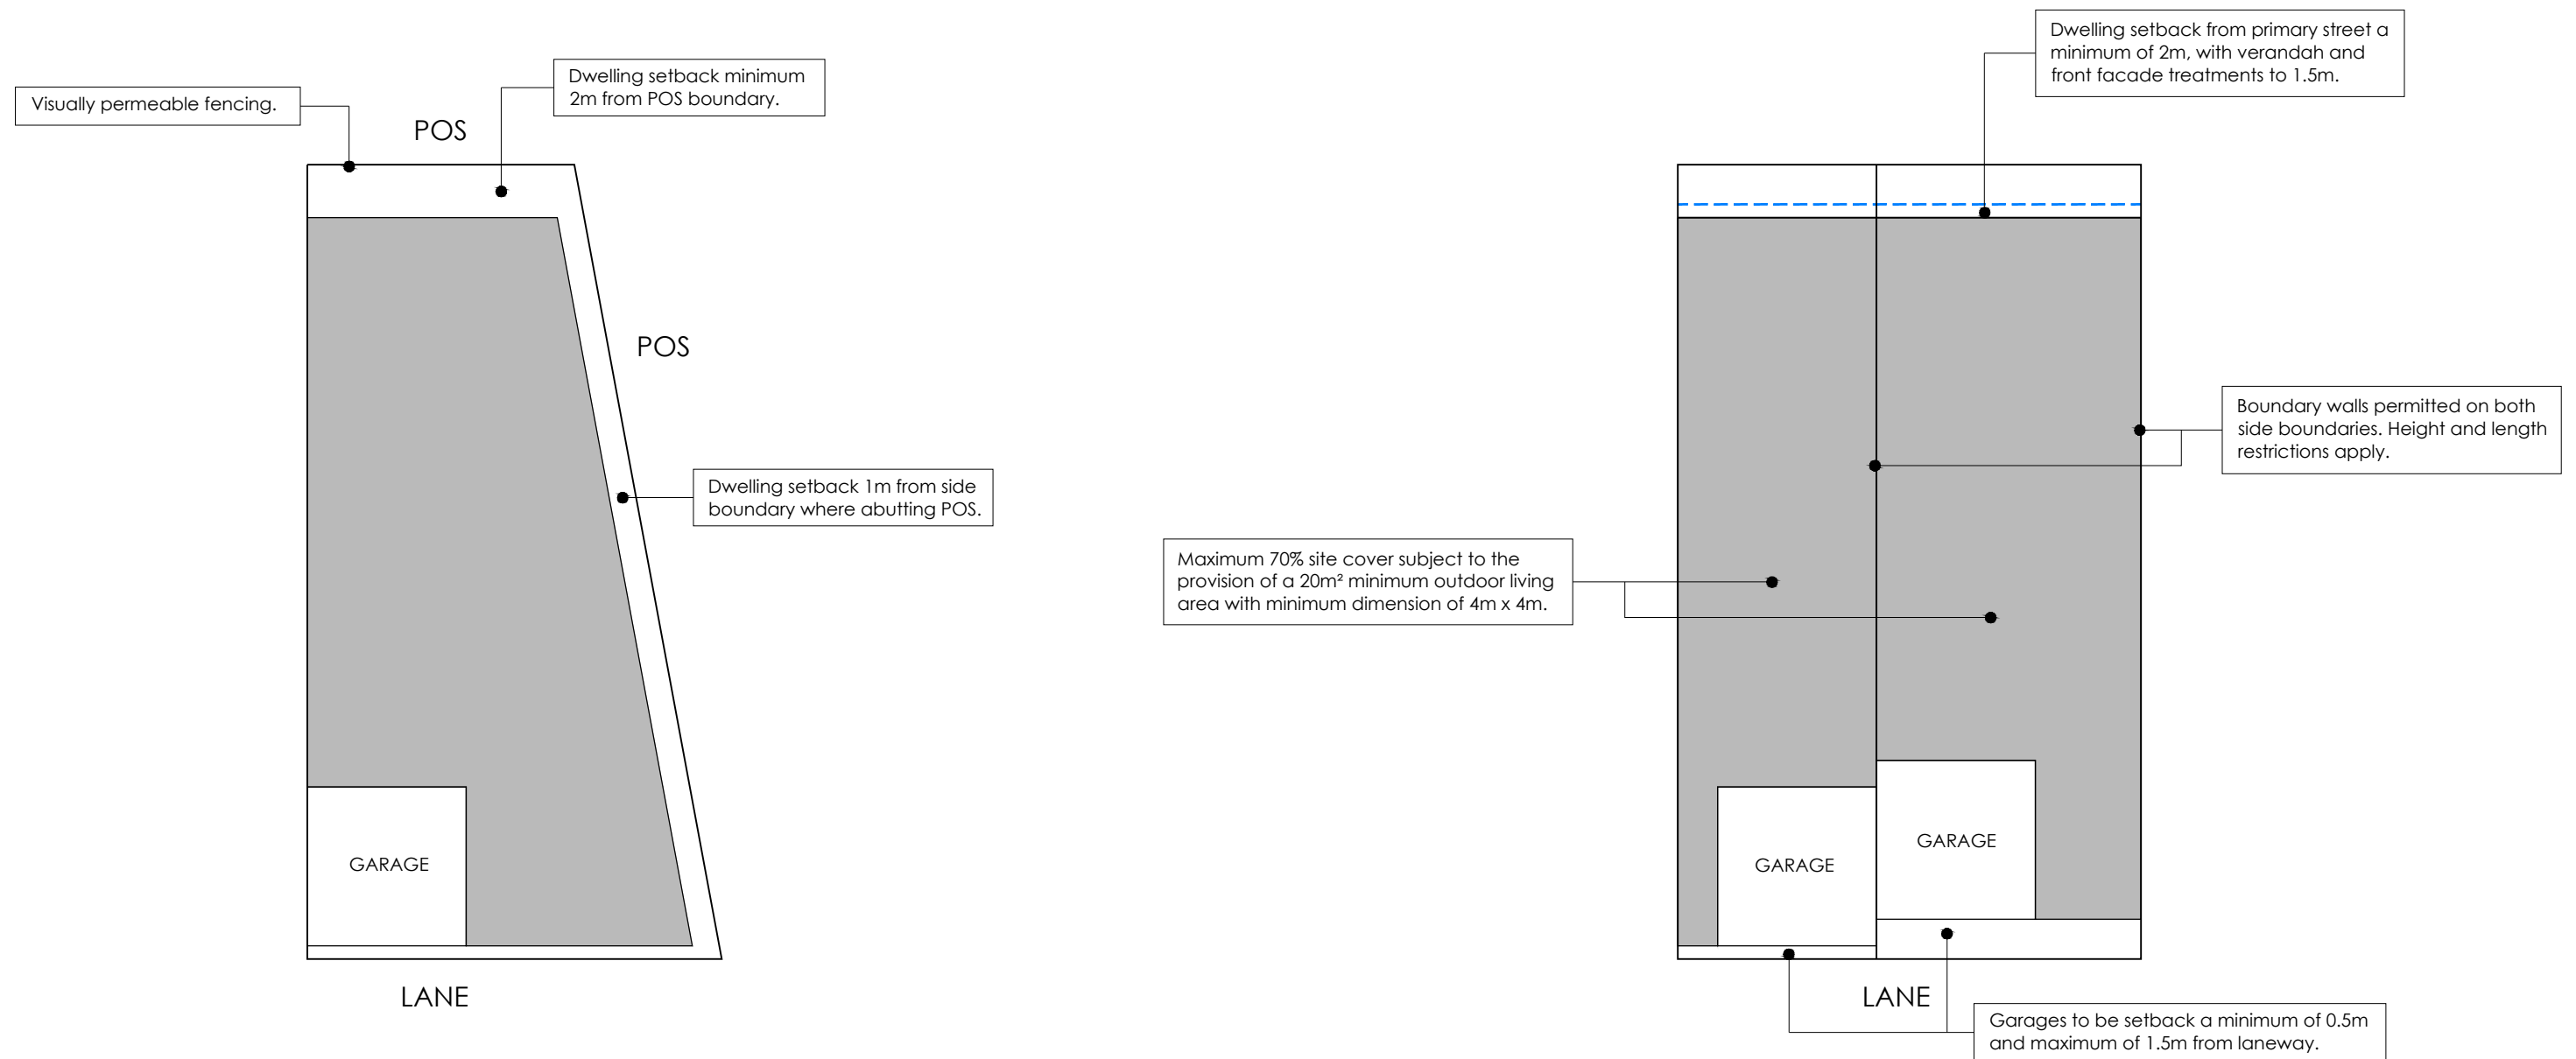 Visually permeable fencing.
POS
Dwelling setback minimum
2m from POS boundary.
POS
Dwelling setback 1m from side
boundary where abutting POS.
GARAGE
LANE
Dwelling setback from primary street a
minimum of 2m, with verandah and
front facade treatments to 1.5m.
Boundary walls permitted on both
side boundaries. Height and length
restrictions apply.
Maximum 70% site cover subject to the
provision of a 20m² minimum outdoor living
area with minimum dimension of 4m x 4m.
GARAGE
GARAGE
LANE
Garages to be setback a minimum of 0.5m
and maximum of 1.5m from laneway.